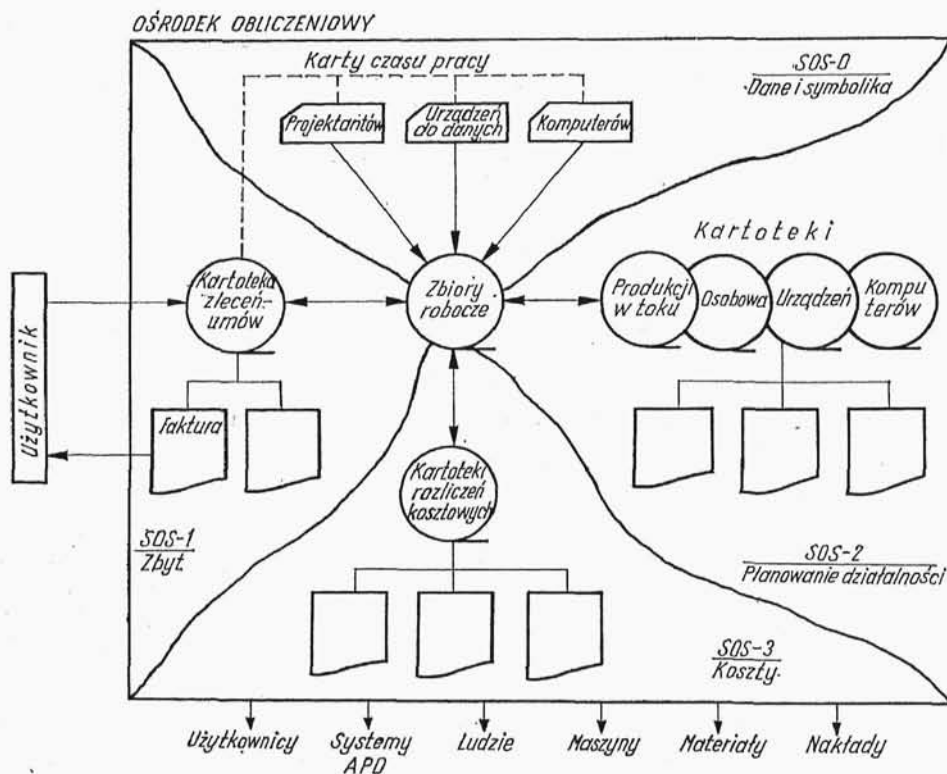 OŚRODEK OBLICZENIOWY
Karty czasu pracy
SOS-0
Dane i symbolika
Projektantów
Urządzeń
do danych
Komputerów
Kartoteki
Kartoteka
zleceń-
umów
Zbiory
robocze
Produkcji
w toku
Osobowa
Urządzeń
Kompu
terów
Użytkownik
Faktura
Kartoteki
rozliczeń
kosztowych
SOS-1
Zbyt.
SOS-2
Planowanie działalności
SOS-3
Koszty.
Użytkownicy
Systemy
APD
Ludzie
Maszyny
Materiały
Nakłady